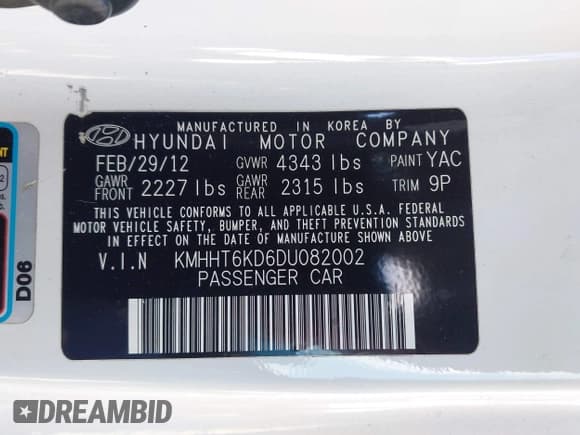 MANUFACTURED IN KOREA BY
HYUNDAI MOTOR COMPANY
FEB/29/12 GVWR 4343 lbs PAINT YAC
GAWR FRONT 2227 lbs GAWR REAR 2315 lbs TRIM 9P
THIS VEHICLE CONFORMS TO ALL APPLICABLE U.S.A. FEDERAL
MOTOR VEHICLE SAFETY, BUMPER, AND THEFT PREVENTION STANDARDS
IN EFFECT ON THE DATE OF MANUFACTURE SHOWN ABOVE
V.I.N KMHHT6KD6DU082002
PASSENGER CAR
D06
2
DREAMBID